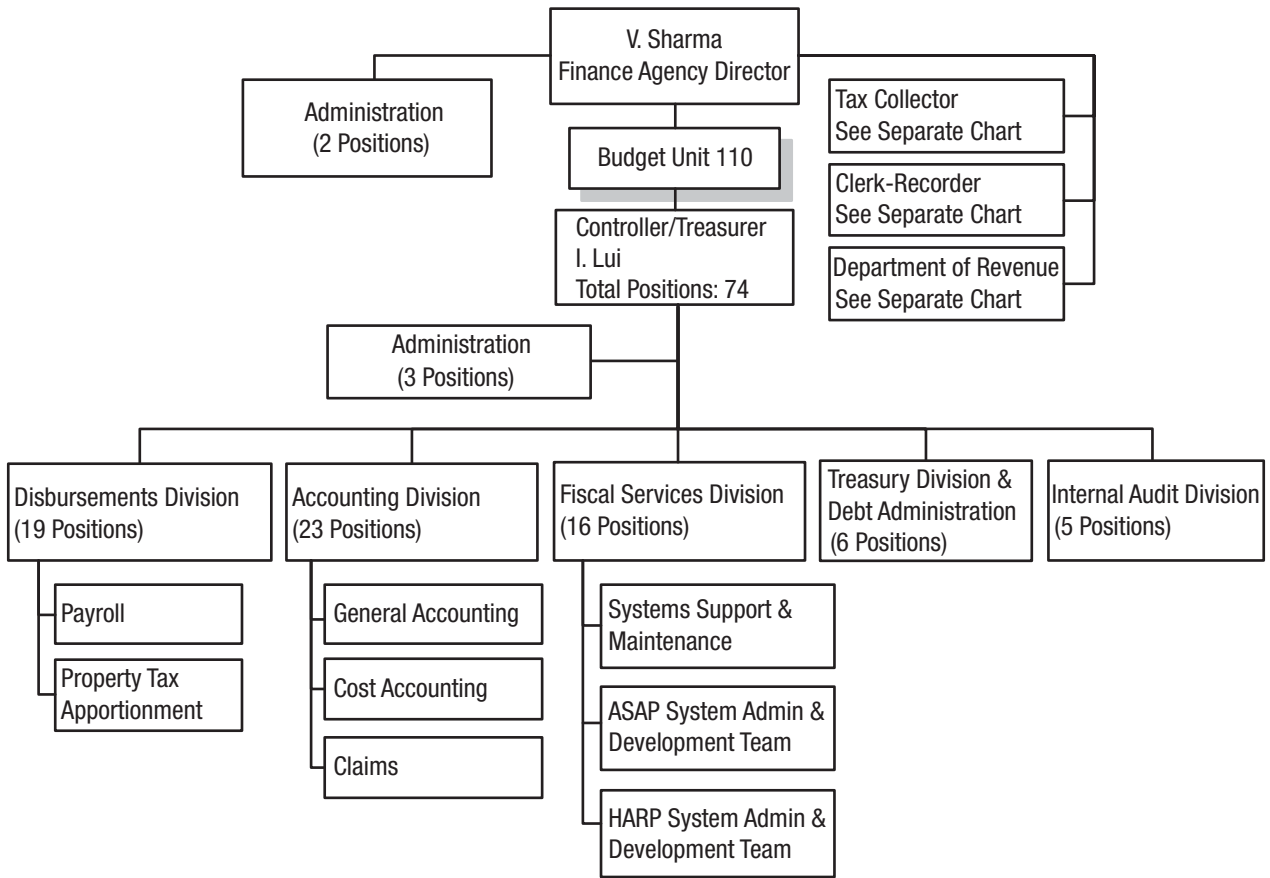 V. Sharma
Finance Agency Director
Administration
(2 Positions)
Tax Collector
See Separate Chart
Budget Unit 110
Clerk-Recorder
See Separate Chart
Controller/Treasurer
I. Lui
Total Positions: 74
Department of Revenue
See Separate Chart
Administration
(3 Positions)
Disbursements Division
(19 Positions)
Accounting Division
(23 Positions)
Fiscal Services Division
(16 Positions)
Treasury Division &
Debt Administration
(6 Positions)
Internal Audit Division
(5 Positions)
Payroll
Property Tax
Apportionment
General Accounting
Cost Accounting
Claims
Systems Support &
Maintenance
ASAP System Admin &
Development Team
HARP System Admin &
Development Team